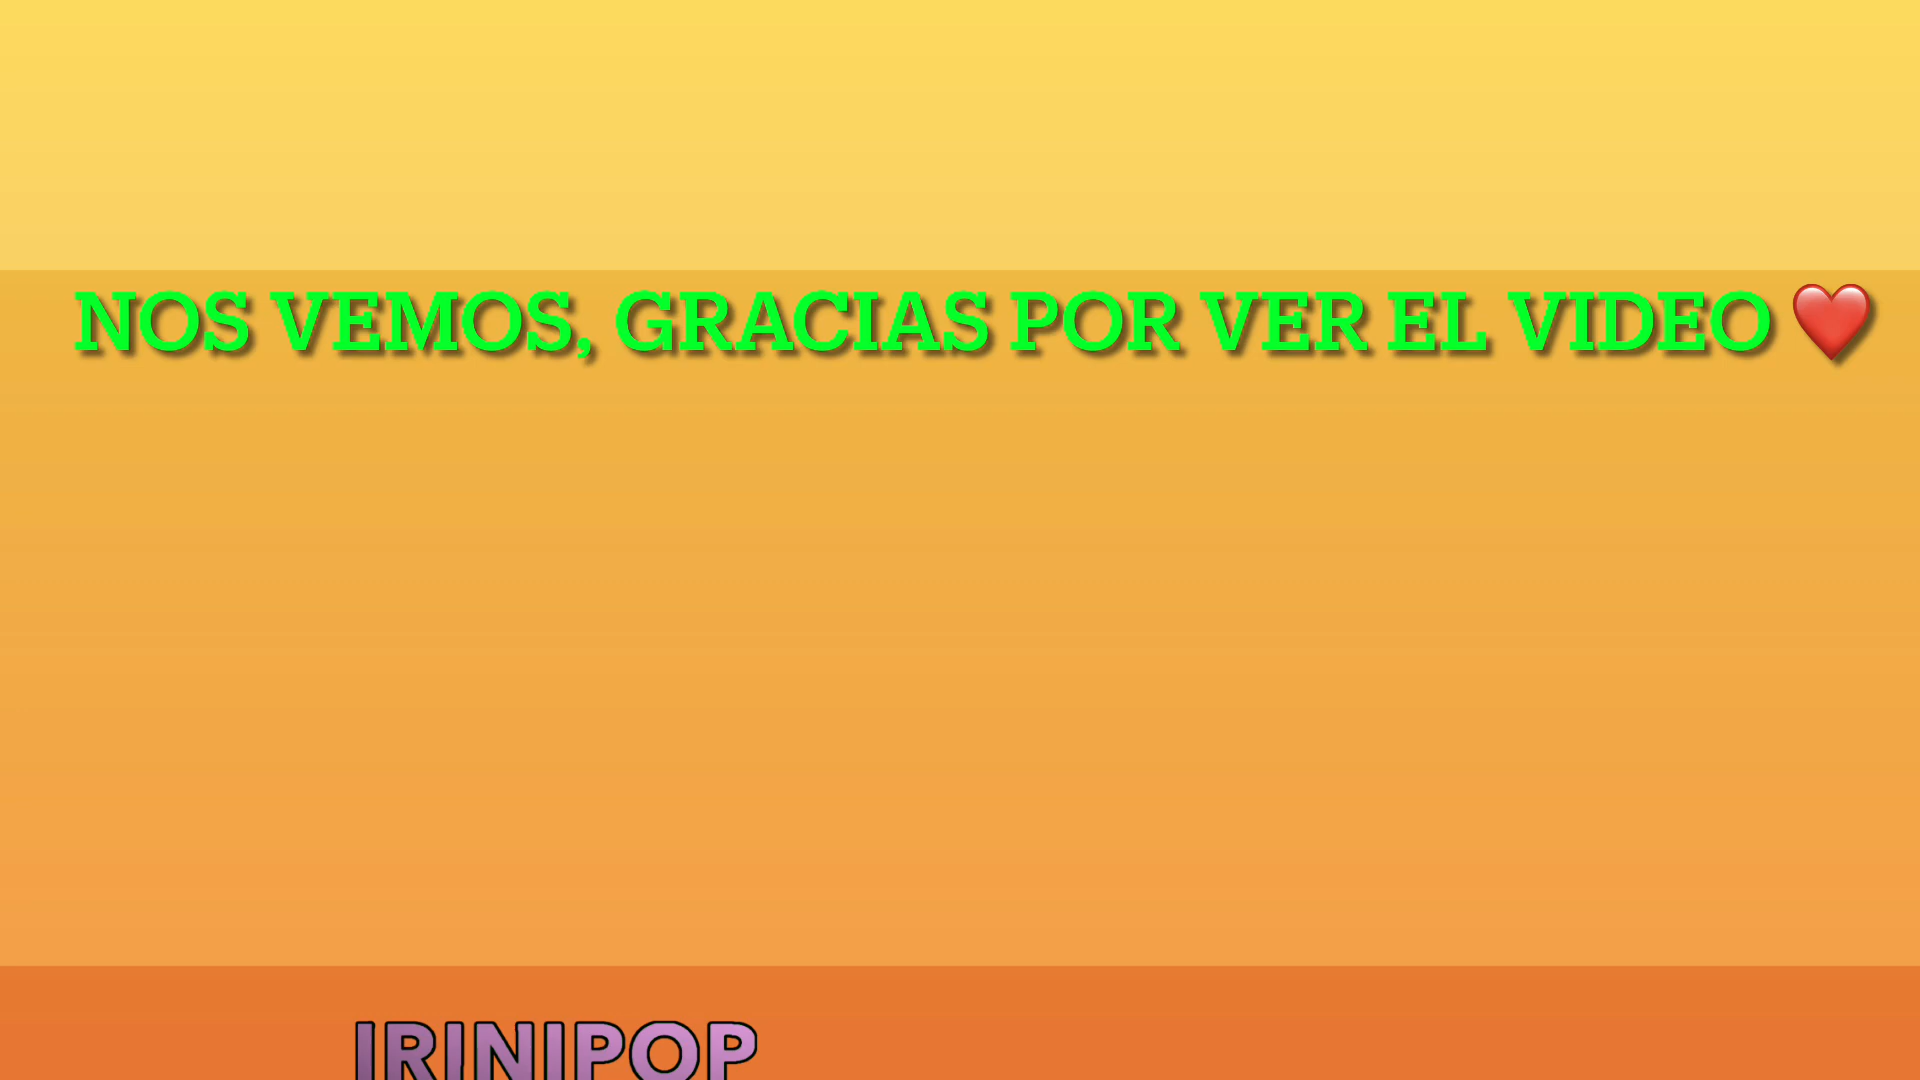 NOS VEMOS, GRACIAS POR VER EL VIDEO ❤️
IRINIPOP